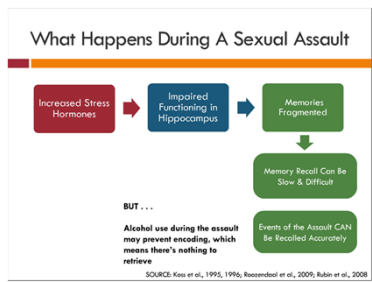 What Happens During A Sexual Assault
Increased Stress
Hormones
Impaired
Functioning in
Hippocampus
Memories
Fragmented
Memory Recall Can Be
Slow & Difficult
Events of the Assault CAN
Be Recalled Accurately
BUT . . .
Alcohol use during the assault
may prevent encoding, which
means there's nothing to
retrieve
SOURCE: Koss et al., 1995, 1996; Roozendaal et al., 2009; Rubin et al., 2008